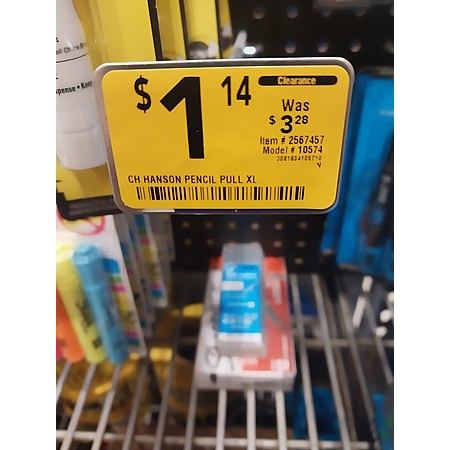 $1 14
Clearance
Was
$3 28
Item # 2567457
Model # 10574
N
CH HANSON PENCIL PULL XL